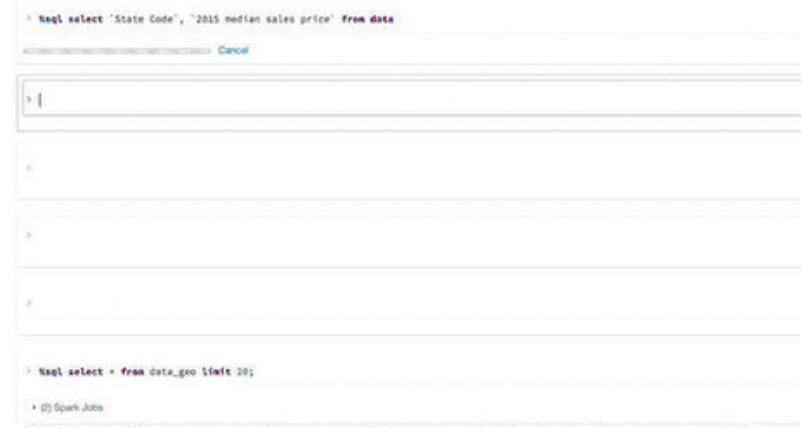 > %sql select `State Code`, `2015 median sales price` from data
Cancel
>
>
>
>
> %sql select * from data_geo limit 20;
▸ (2) Spark Jobs